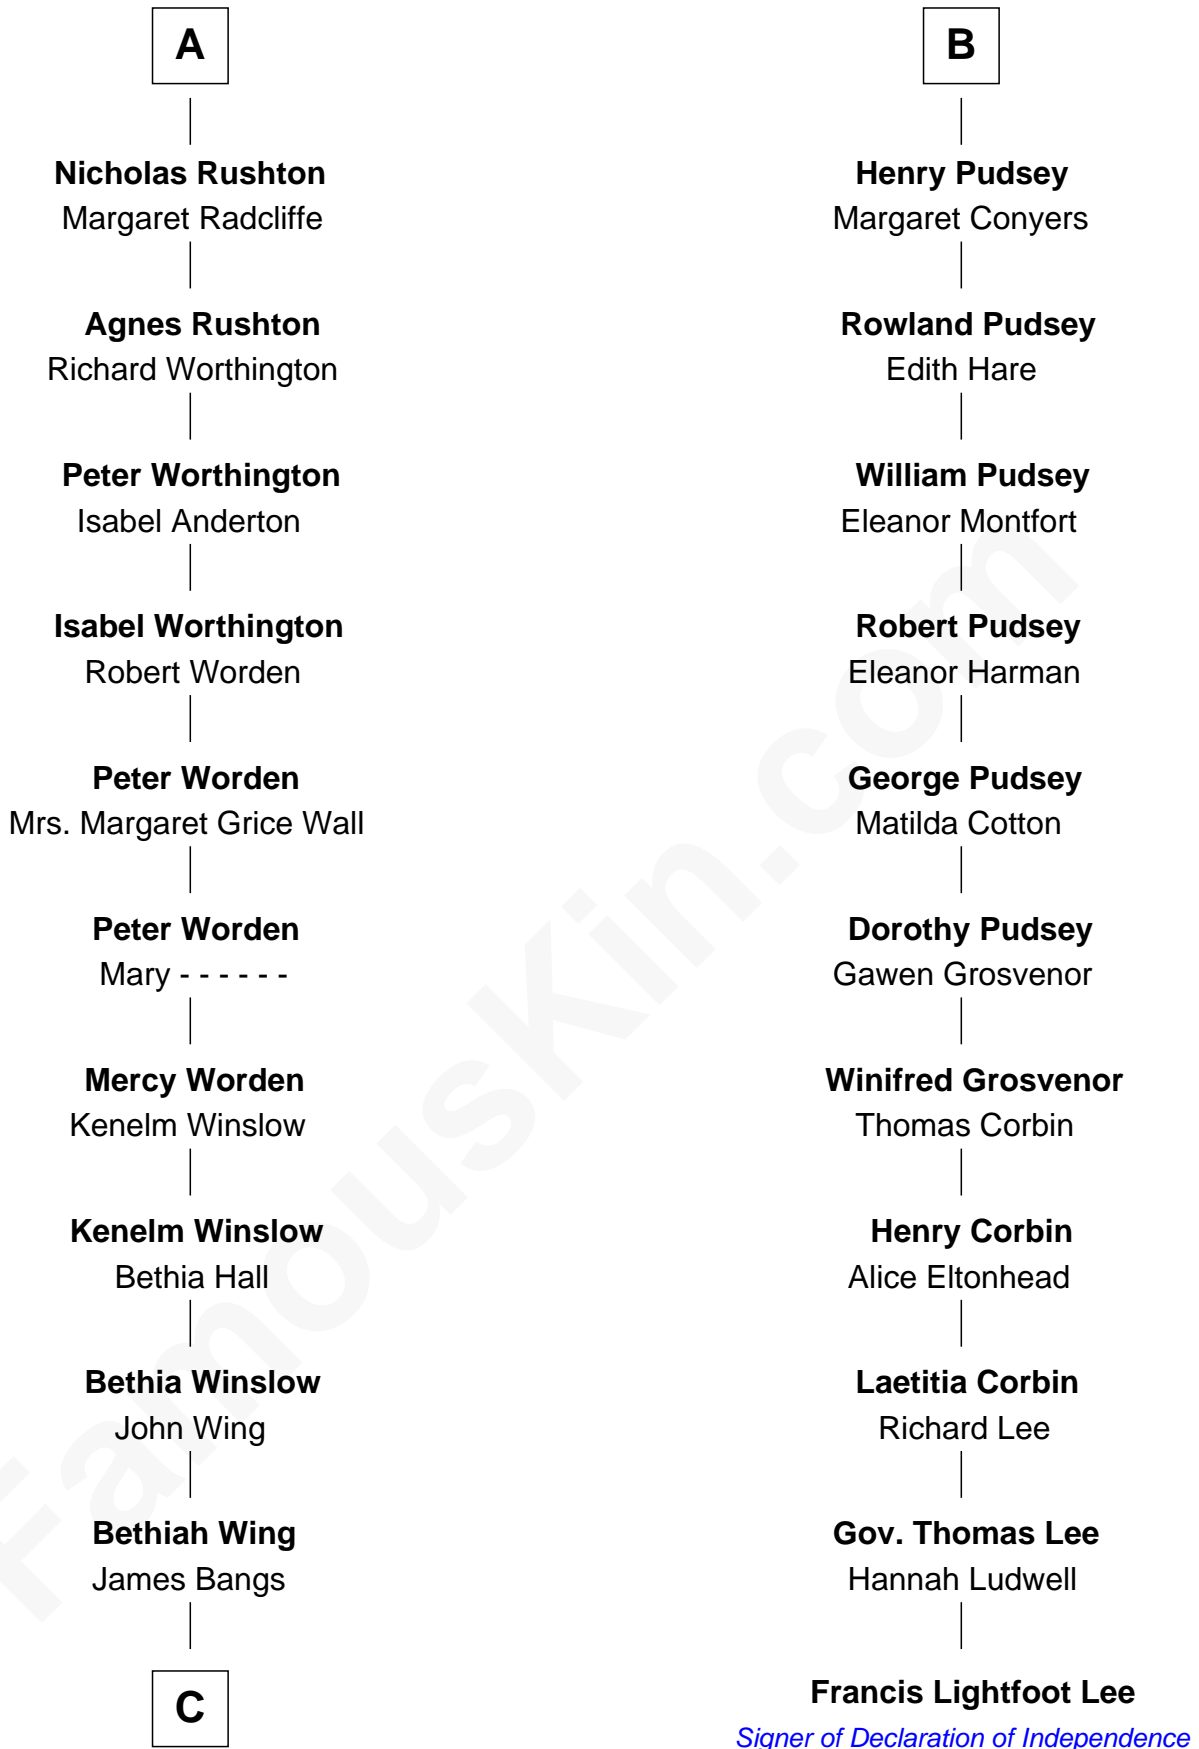 A
Nicholas Rushton
Margaret Radcliffe
Agnes Rushton
Richard Worthington
Peter Worthington
Isabel Anderton
Isabel Worthington
Robert Worden
Peter Worden
Mrs. Margaret Grice Wall
Peter Worden
Mary - - - - - -
Mercy Worden
Kenelm Winslow
Kenelm Winslow
Bethia Hall
Bethia Winslow
John Wing
Bethiah Wing
James Bangs
C
B
Henry Pudsey
Margaret Conyers
Rowland Pudsey
Edith Hare
William Pudsey
Eleanor Montfort
Robert Pudsey
Eleanor Harman
George Pudsey
Matilda Cotton
Dorothy Pudsey
Gawen Grosvenor
Winifred Grosvenor
Thomas Corbin
Henry Corbin
Alice Eltonhead
Laetitia Corbin
Richard Lee
Gov. Thomas Lee
Hannah Ludwell
Francis Lightfoot Lee
Signer of Declaration of Independence
FamousKin.com